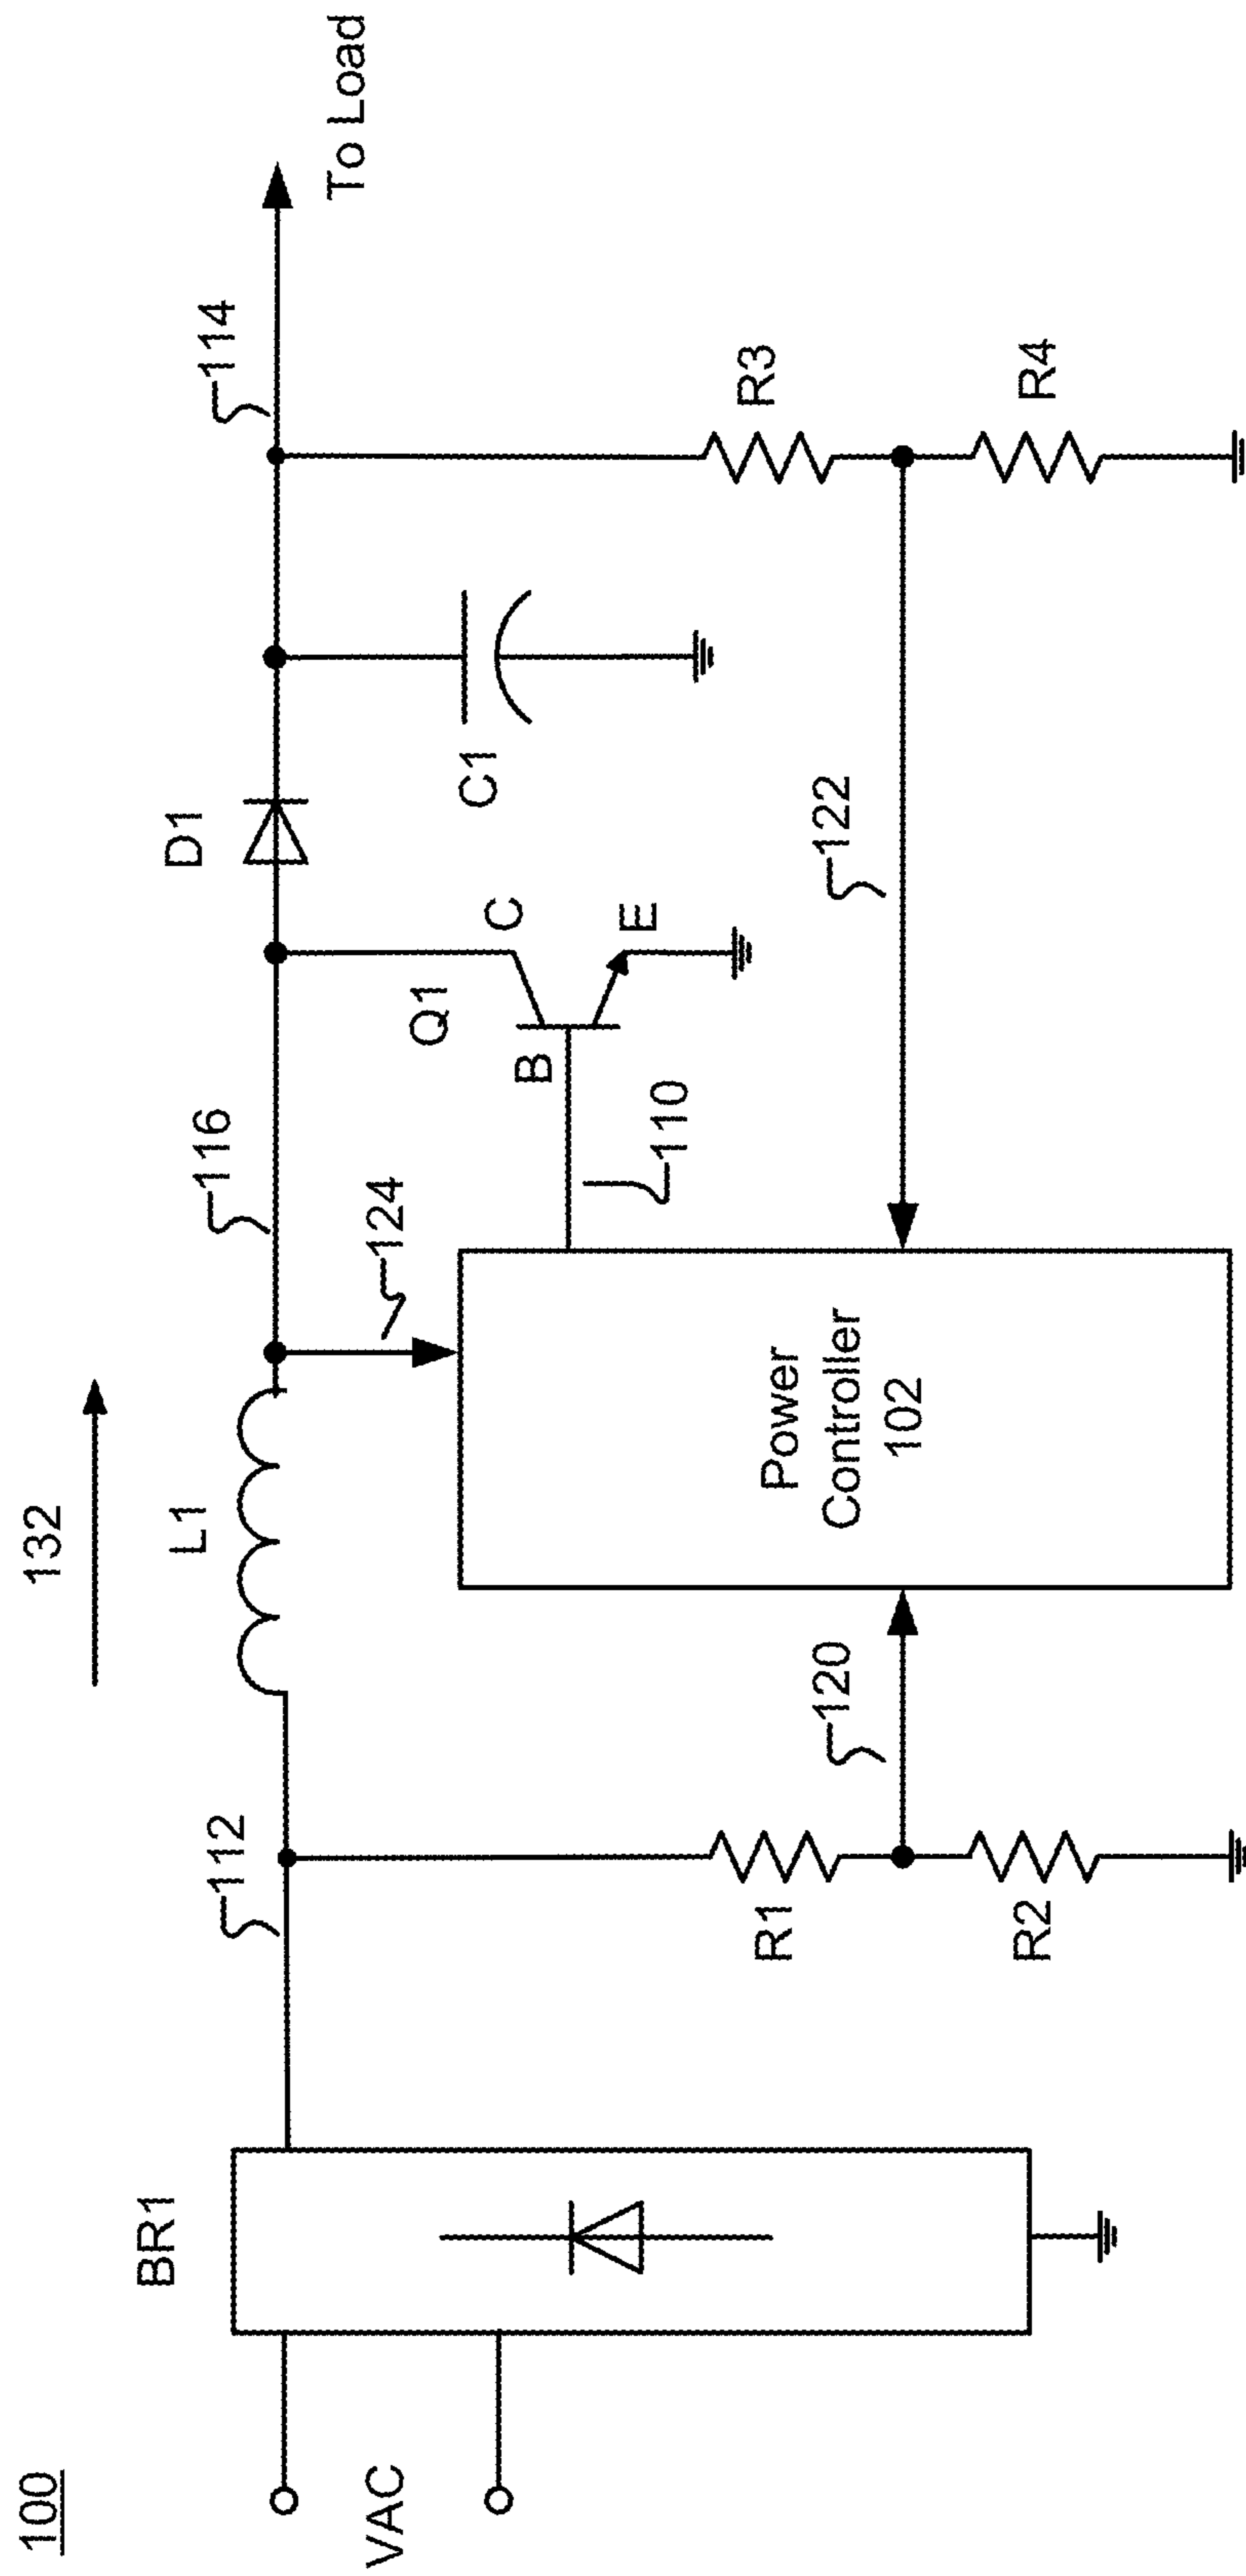 100
132
BR1
112
L1
116
D1
114
To Load
VAC
124
Q1
C
B
E
C1
110
R1
120
Power
Controller
102
122
R3
R2
R4